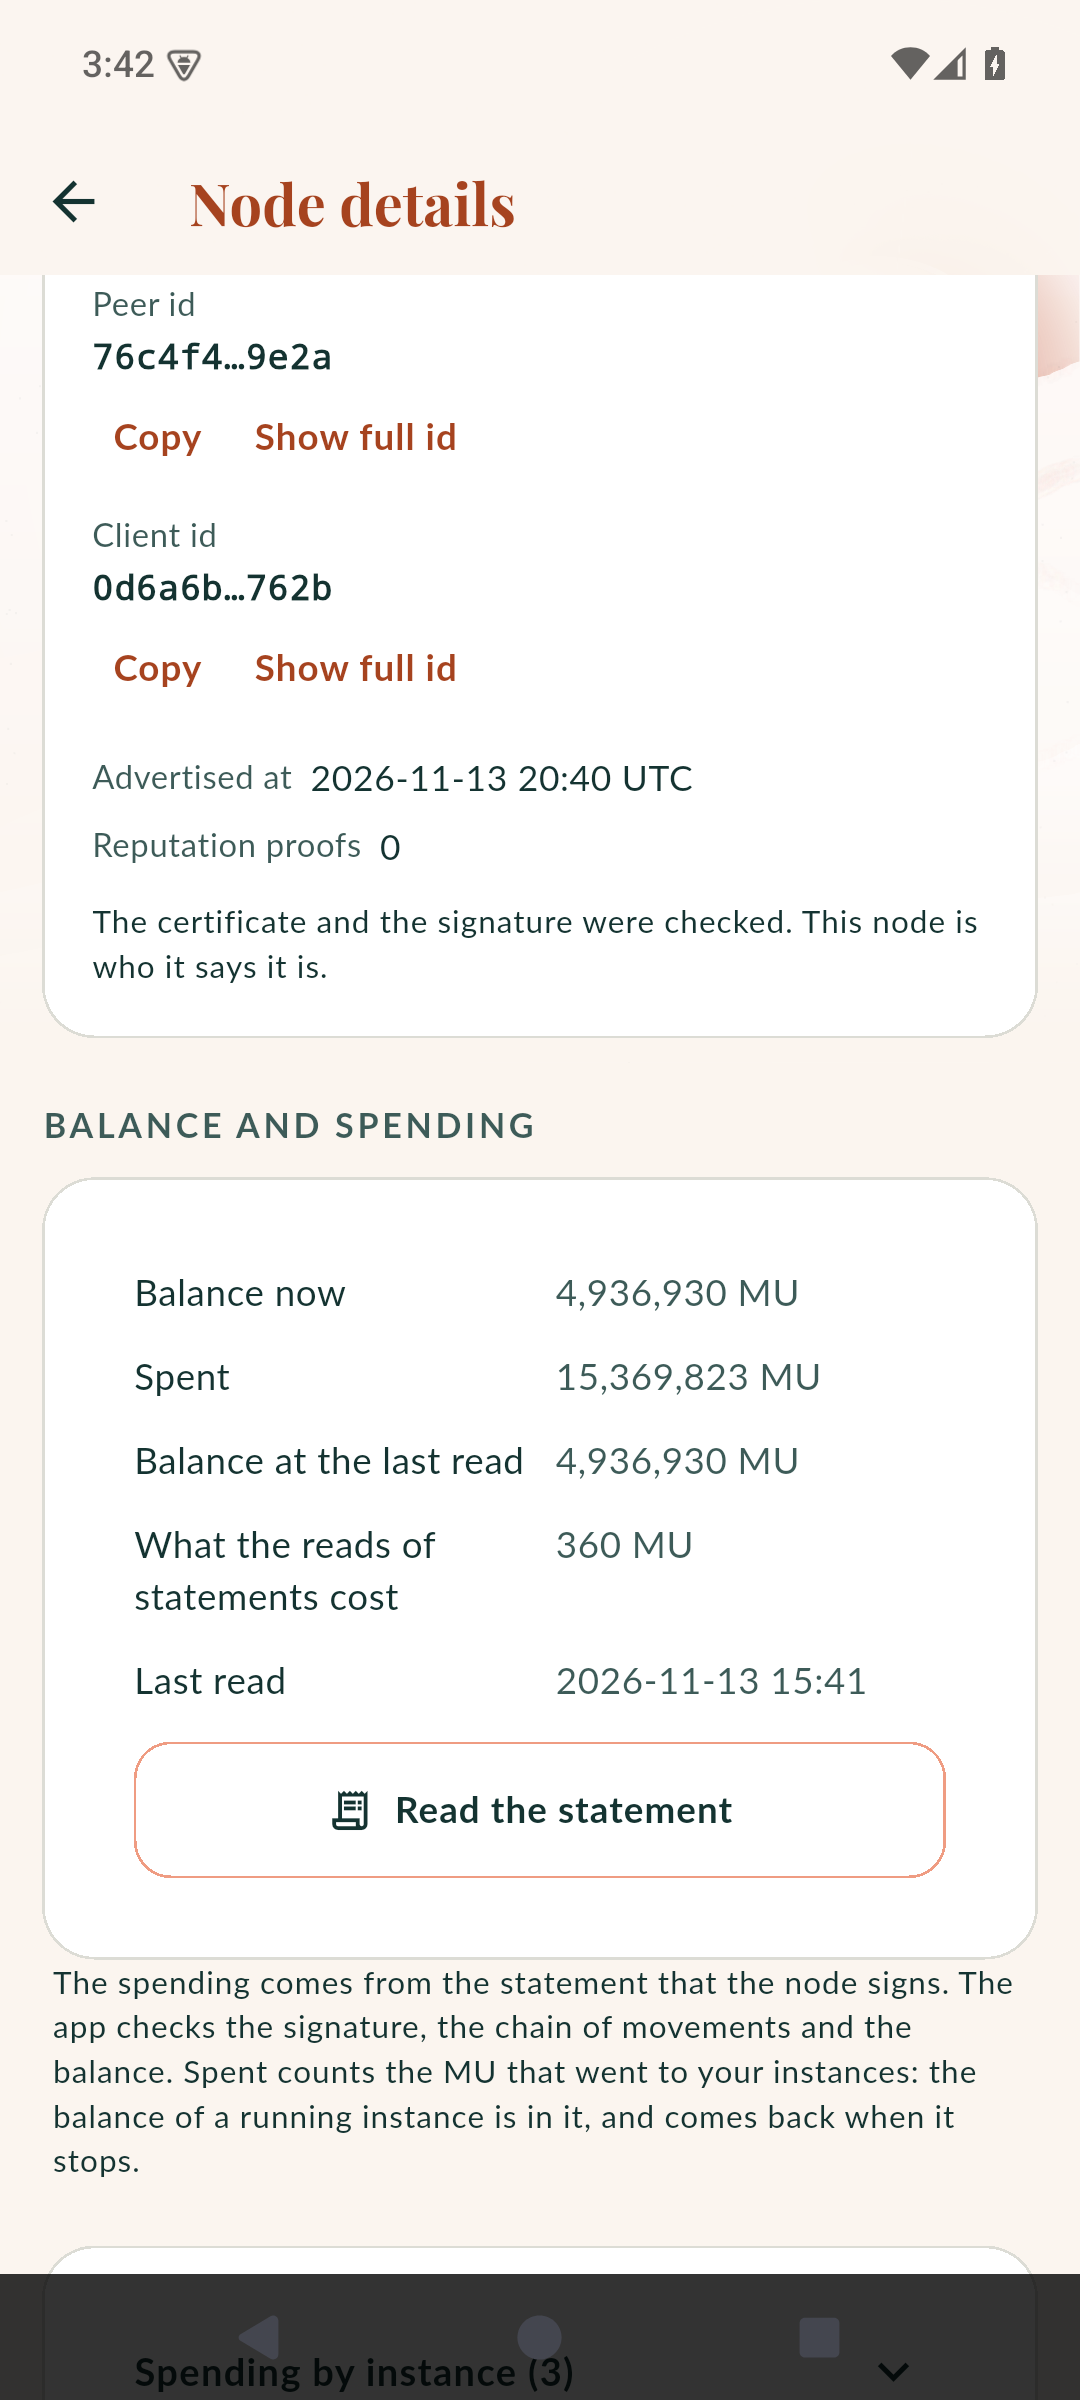 3:42
Node details
Peer id
76c4f4…9e2a
Copy Show full id
Client id
0d6a6b…762b
Copy Show full id
Advertised at 2026-11-13 20:40 UTC
Reputation proofs 0
The certificate and the signature were checked. This node is
who it says it is.
BALANCE AND SPENDING
Balance now 4,936,930 MU
Spent 15,369,823 MU
Balance at the last read 4,936,930 MU
What the reads of 360 MU
statements cost
Last read 2026-11-13 15:41
Read the statement
The spending comes from the statement that the node signs. The
app checks the signature, the chain of movements and the
balance. Spent counts the MU that went to your instances: the
balance of a running instance is in it, and comes back when it
stops.
Spending by instance (3)